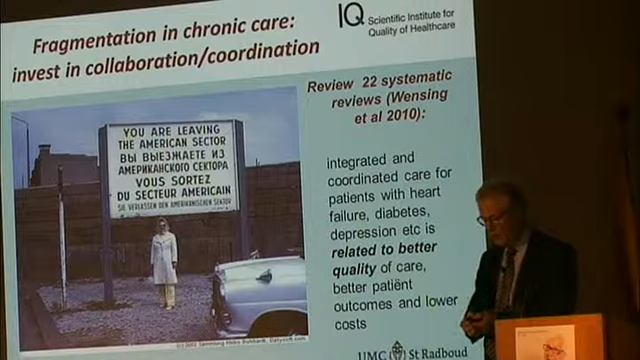 Fragmentation in chronic care:
invest in collaboration/coordination
IQ Scientific Institute for
Quality of Healthcare
YOU ARE LEAVING
THE AMERICAN SECTOR
ВЫ ВЫЕЗЖАЕТЕ ИЗ
АМЕРИКАНСКОГО СЕКТОРА
VOUS SORTEZ
DU SECTEUR AMERICAIN
SIE VERLASSEN DEN AMERIKANISCHEN SEKTOR
Review 22 systematic
reviews (Wensing
et al 2010):
integrated and
coordinated care for
patients with heart
failure, diabetes,
depression etc is
related to better
quality of care,
better patiënt
outcomes and lower
costs
UMC St Radboud